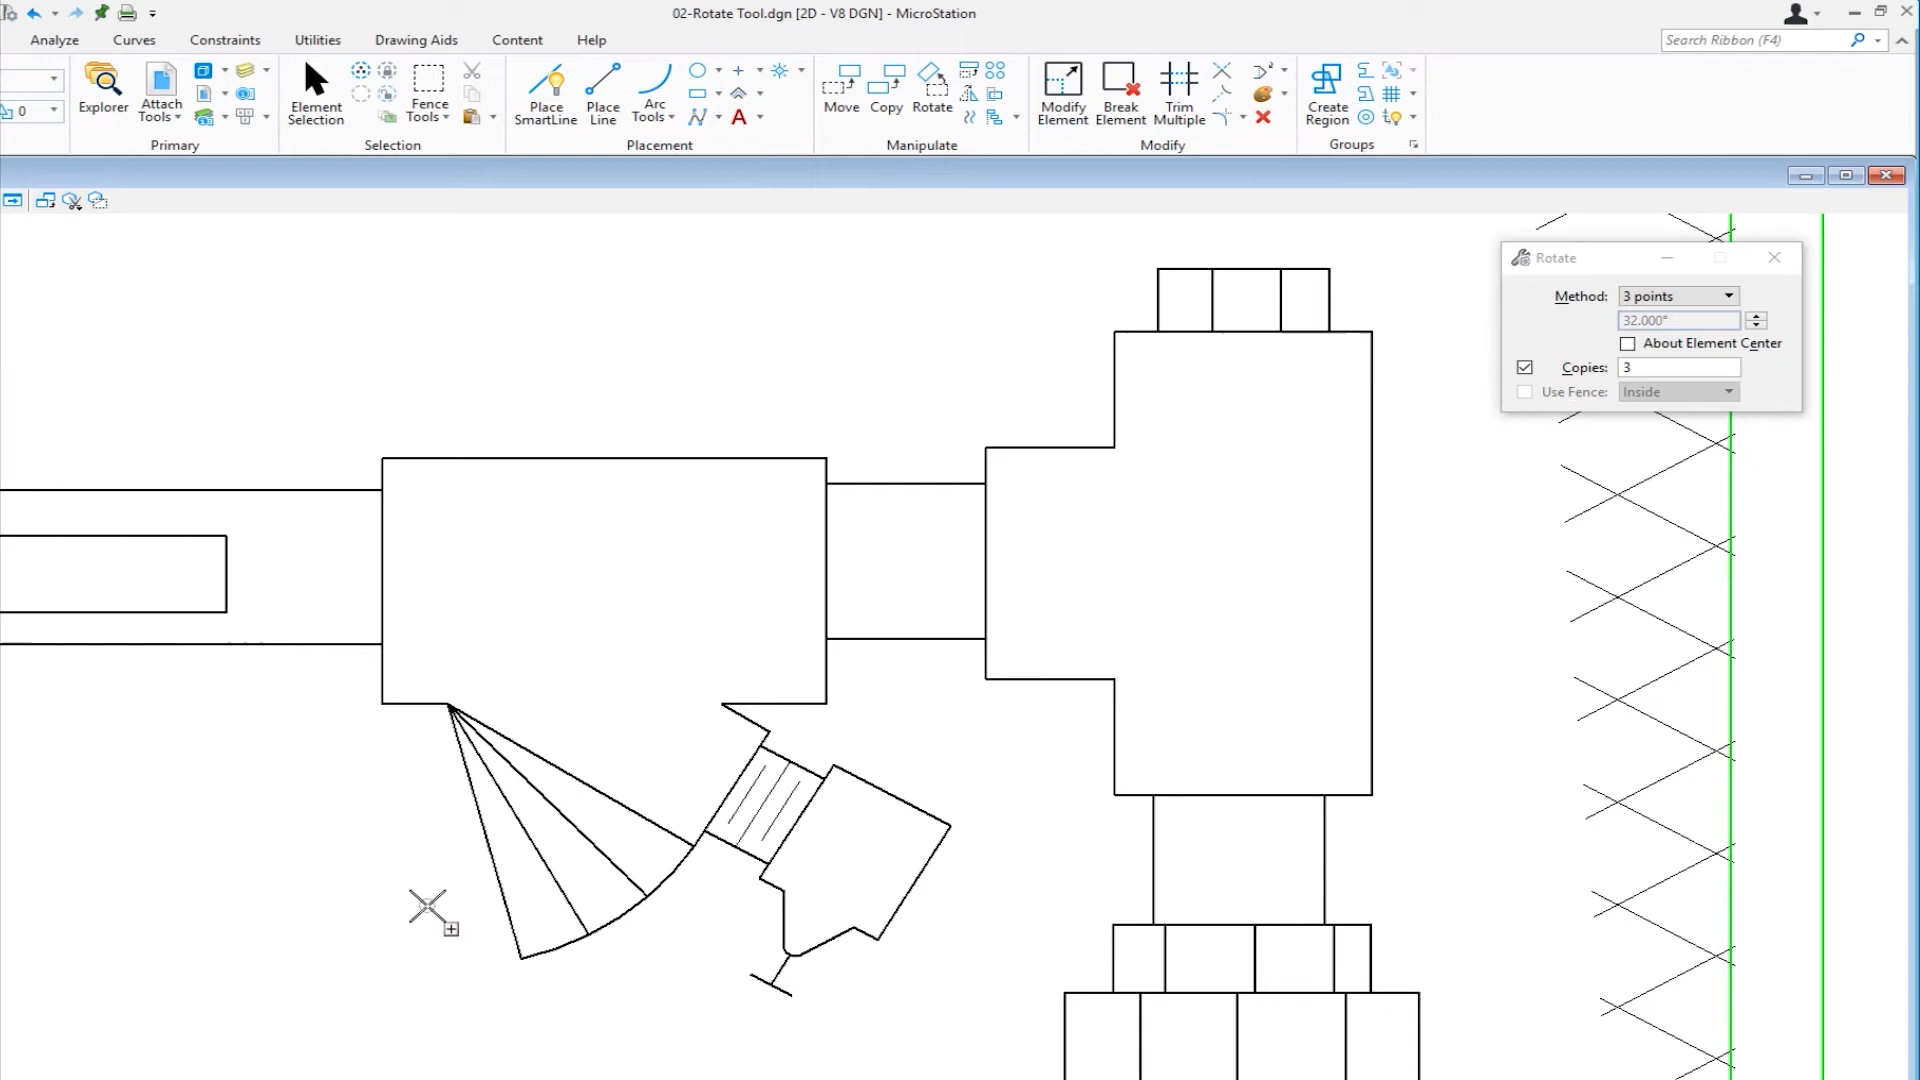 02-Rotate Tool.dgn [2D - V8 DGN] - MicroStation
Analyze Curves Constraints Utilities Drawing Aids Content Help
Search Ribbon (F4)
0
Explorer
Attach Tools
Element Selection
Fence Tools
Place SmartLine
Place Line
Arc Tools
A
Move
Copy
Rotate
Modify Element
Break Element
Trim Multiple
Create Region
Primary
Selection
Placement
Manipulate
Modify
Groups
Rotate
Method: 3 points
32.000°
About Element Center
Copies: 3
Use Fence: Inside